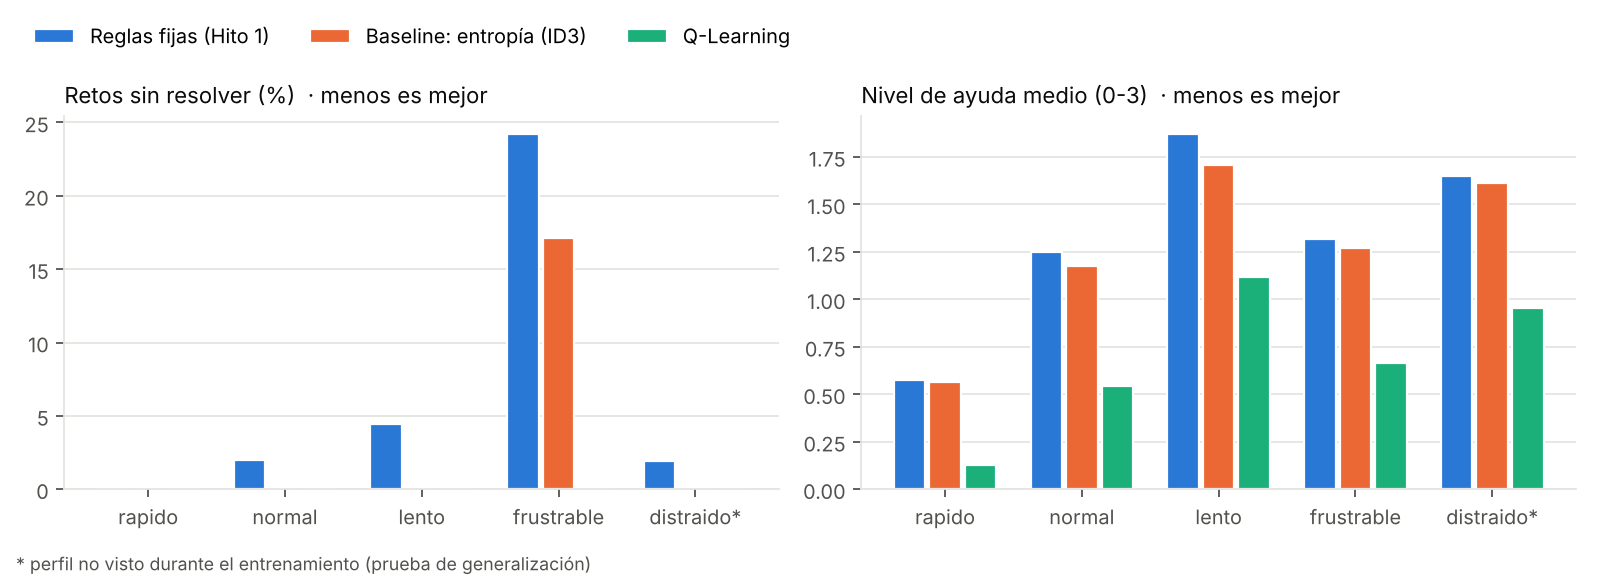 Reglas fijas (Hito 1) Baseline: entropía (ID3) Q-Learning
Retos sin resolver (%) · menos es mejor
25
20
15
10
5
0
rapido normal lento frustrable distraido*
Nivel de ayuda medio (0-3) · menos es mejor
1.75
1.50
1.25
1.00
0.75
0.50
0.25
0.00
rapido normal lento frustrable distraido*
* perfil no visto durante el entrenamiento (prueba de generalización)